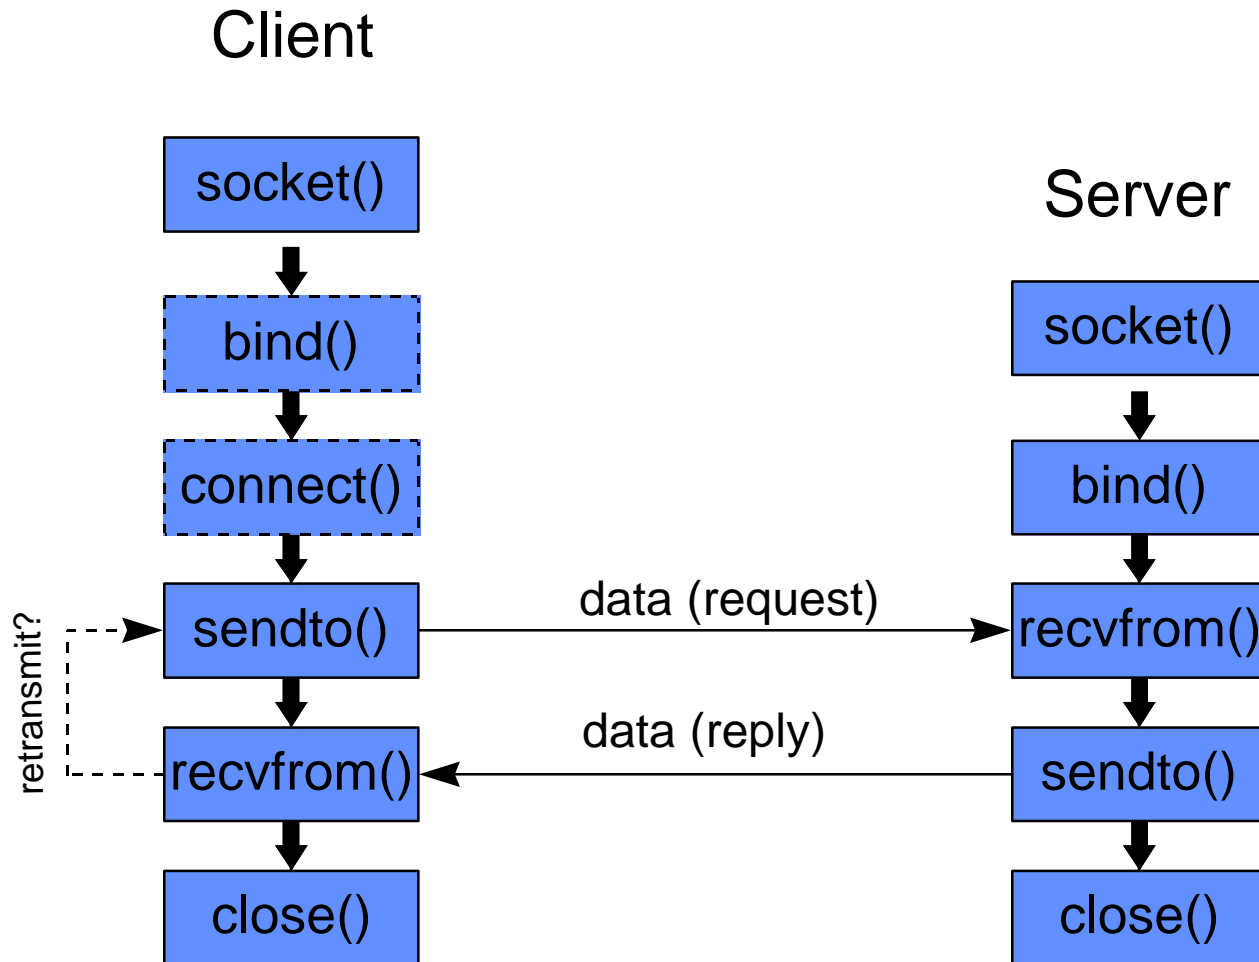 Client
socket()
bind()
connect()
sendto()
recvfrom()
close()
retransmit?
data (request)
data (reply)
Server
socket()
bind()
recvfrom()
sendto()
close()